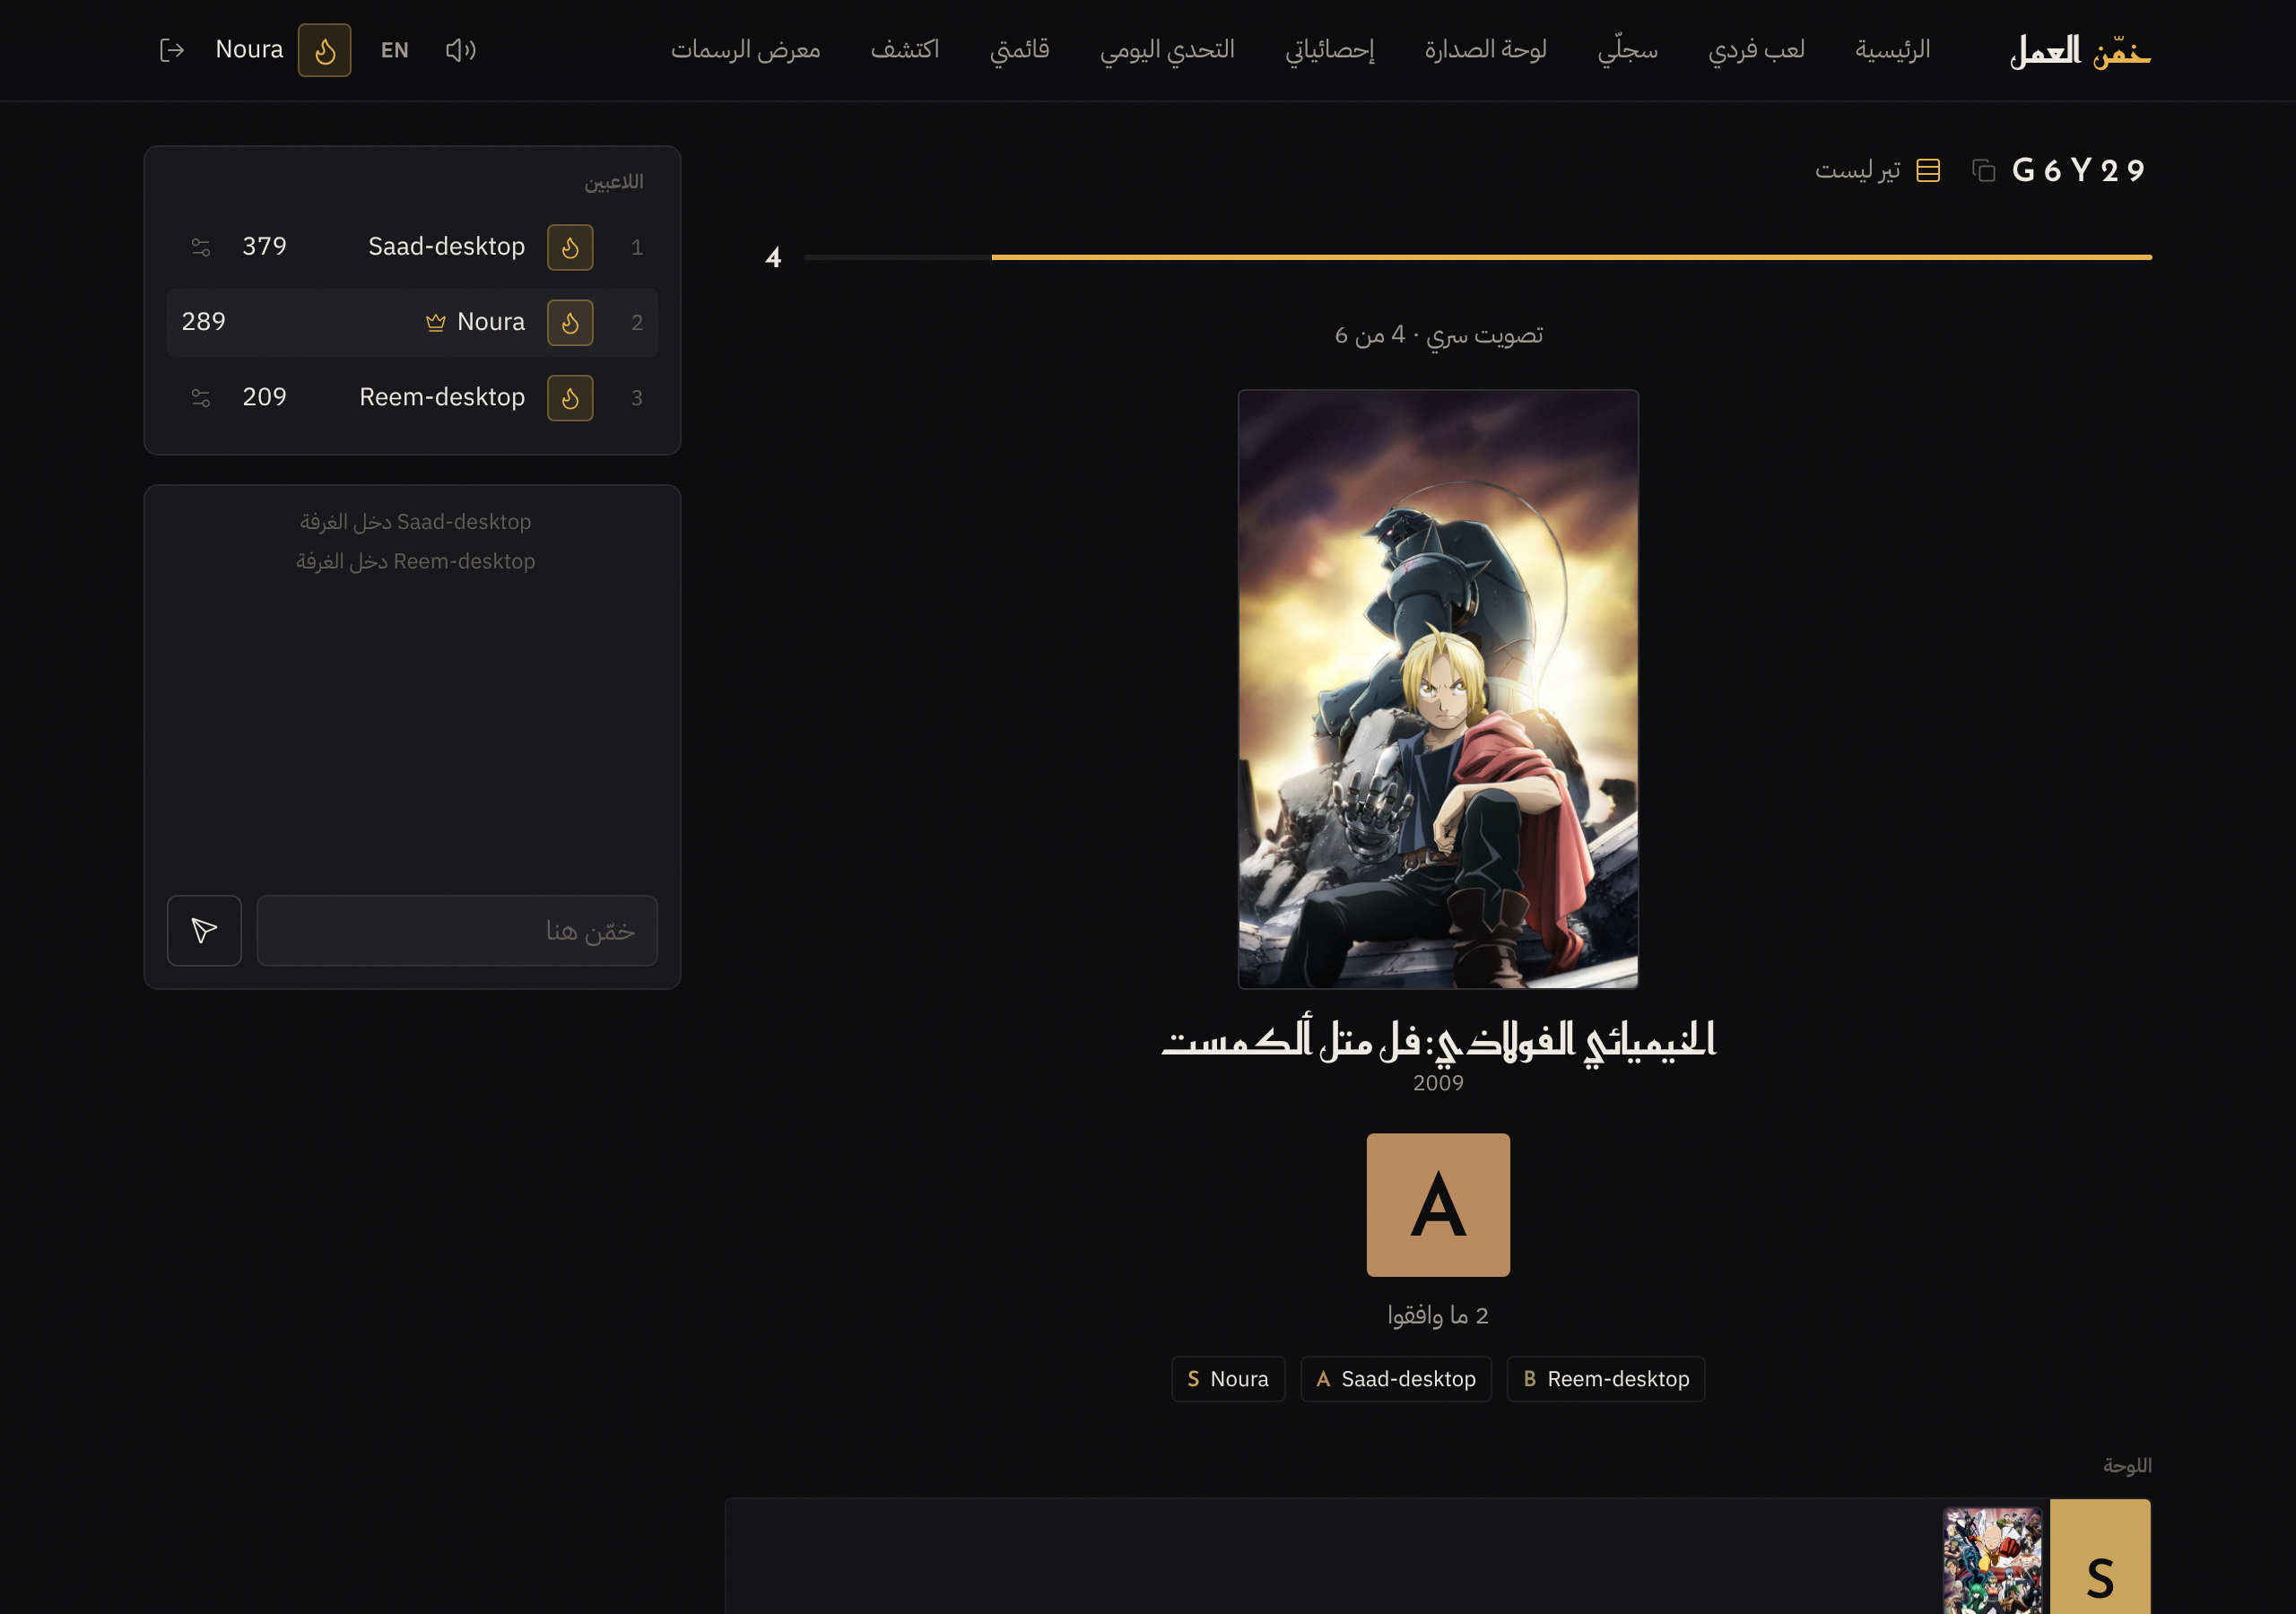 خمّن العمل
الرئيسية
لعب فردي
سجلّي
لوحة الصدارة
إحصائياتي
التحدي اليومي
قائمتي
اكتشف
معرض الرسمات
EN
Noura
G6Y29
تير ليست
4
تصويت سري · 4 من 6
الخيميائي الفولاذي: فل متل ألكمست
2009
A
2 ما وافقوا
S Noura
A Saad-desktop
B Reem-desktop
اللوحة
S
اللاعبين
1 Saad-desktop 379
2 Noura 289
3 Reem-desktop 209
Saad-desktop دخل الغرفة
Reem-desktop دخل الغرفة
خمّن هنا